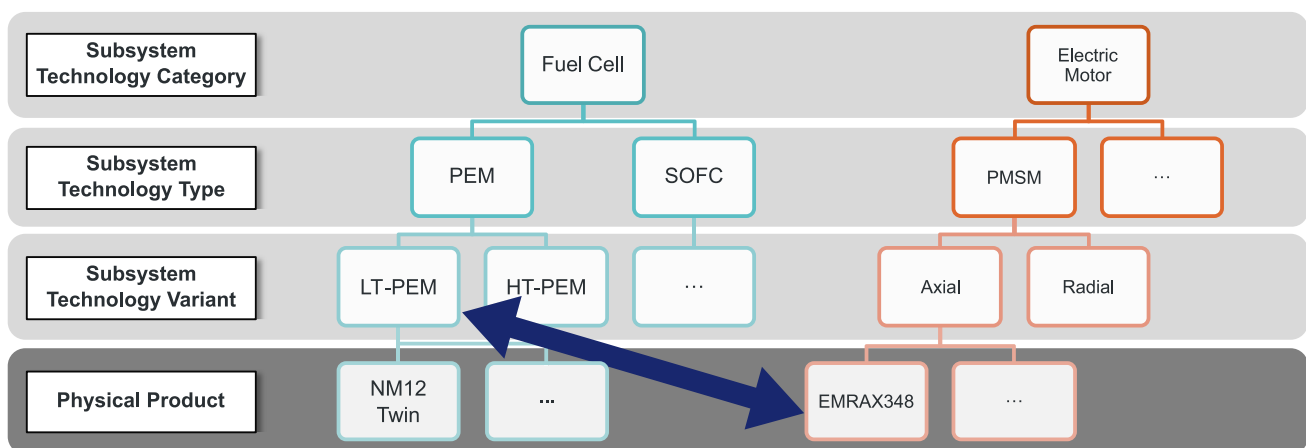 Subsystem
Technology Category
Fuel Cell
Electric
Motor
Subsystem
Technology Type
PEM
SOFC
PMSM
...
Subsystem
Technology Variant
LT-PEM
HT-PEM
...
Axial
Radial
Physical Product
NM12
Twin
...
EMRAX348
...